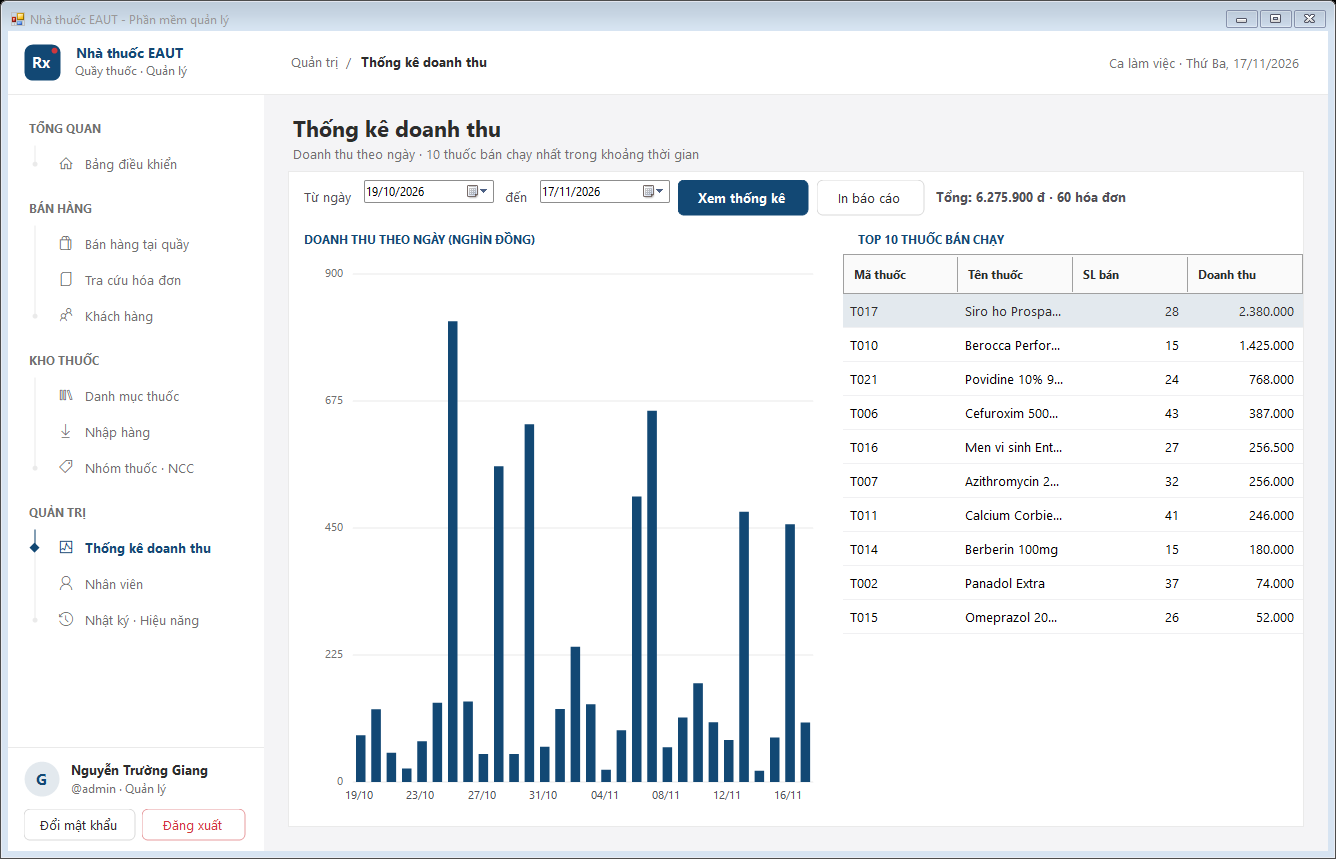 Nhà thuốc EAUT - Phần mềm quản lý
Rx
Nhà thuốc EAUT
Quầy thuốc · Quản lý
Quản trị / Thống kê doanh thu
Ca làm việc · Thứ Ba, 17/11/2026
TỔNG QUAN
Bảng điều khiển
BÁN HÀNG
Bán hàng tại quầy
Tra cứu hóa đơn
Khách hàng
KHO THUỐC
Danh mục thuốc
Nhập hàng
Nhóm thuốc · NCC
QUẢN TRỊ
Thống kê doanh thu
Nhân viên
Nhật ký · Hiệu năng
G
Nguyễn Trường Giang
@admin · Quản lý
Đổi mật khẩu
Đăng xuất
Thống kê doanh thu
Doanh thu theo ngày · 10 thuốc bán chạy nhất trong khoảng thời gian
Từ ngày 19/10/2026 đến 17/11/2026 Xem thống kê In báo cáo Tổng: 6.275.900 đ · 60 hóa đơn
DOANH THU THEO NGÀY (NGHÌN ĐỒNG)
900
675
450
225
0
19/10 23/10 27/10 31/10 04/11 08/11 12/11 16/11
TOP 10 THUỐC BÁN CHẠY
Mã thuốc Tên thuốc SL bán Doanh thu
T017 Siro ho Prospa... 28 2.380.000
T010 Berocca Perfor... 15 1.425.000
T021 Povidine 10% 9... 24 768.000
T006 Cefuroxim 500... 43 387.000
T016 Men vi sinh Ent... 27 256.500
T007 Azithromycin 2... 32 256.000
T011 Calcium Corbie... 41 246.000
T014 Berberin 100mg 15 180.000
T002 Panadol Extra 37 74.000
T015 Omeprazol 20... 26 52.000